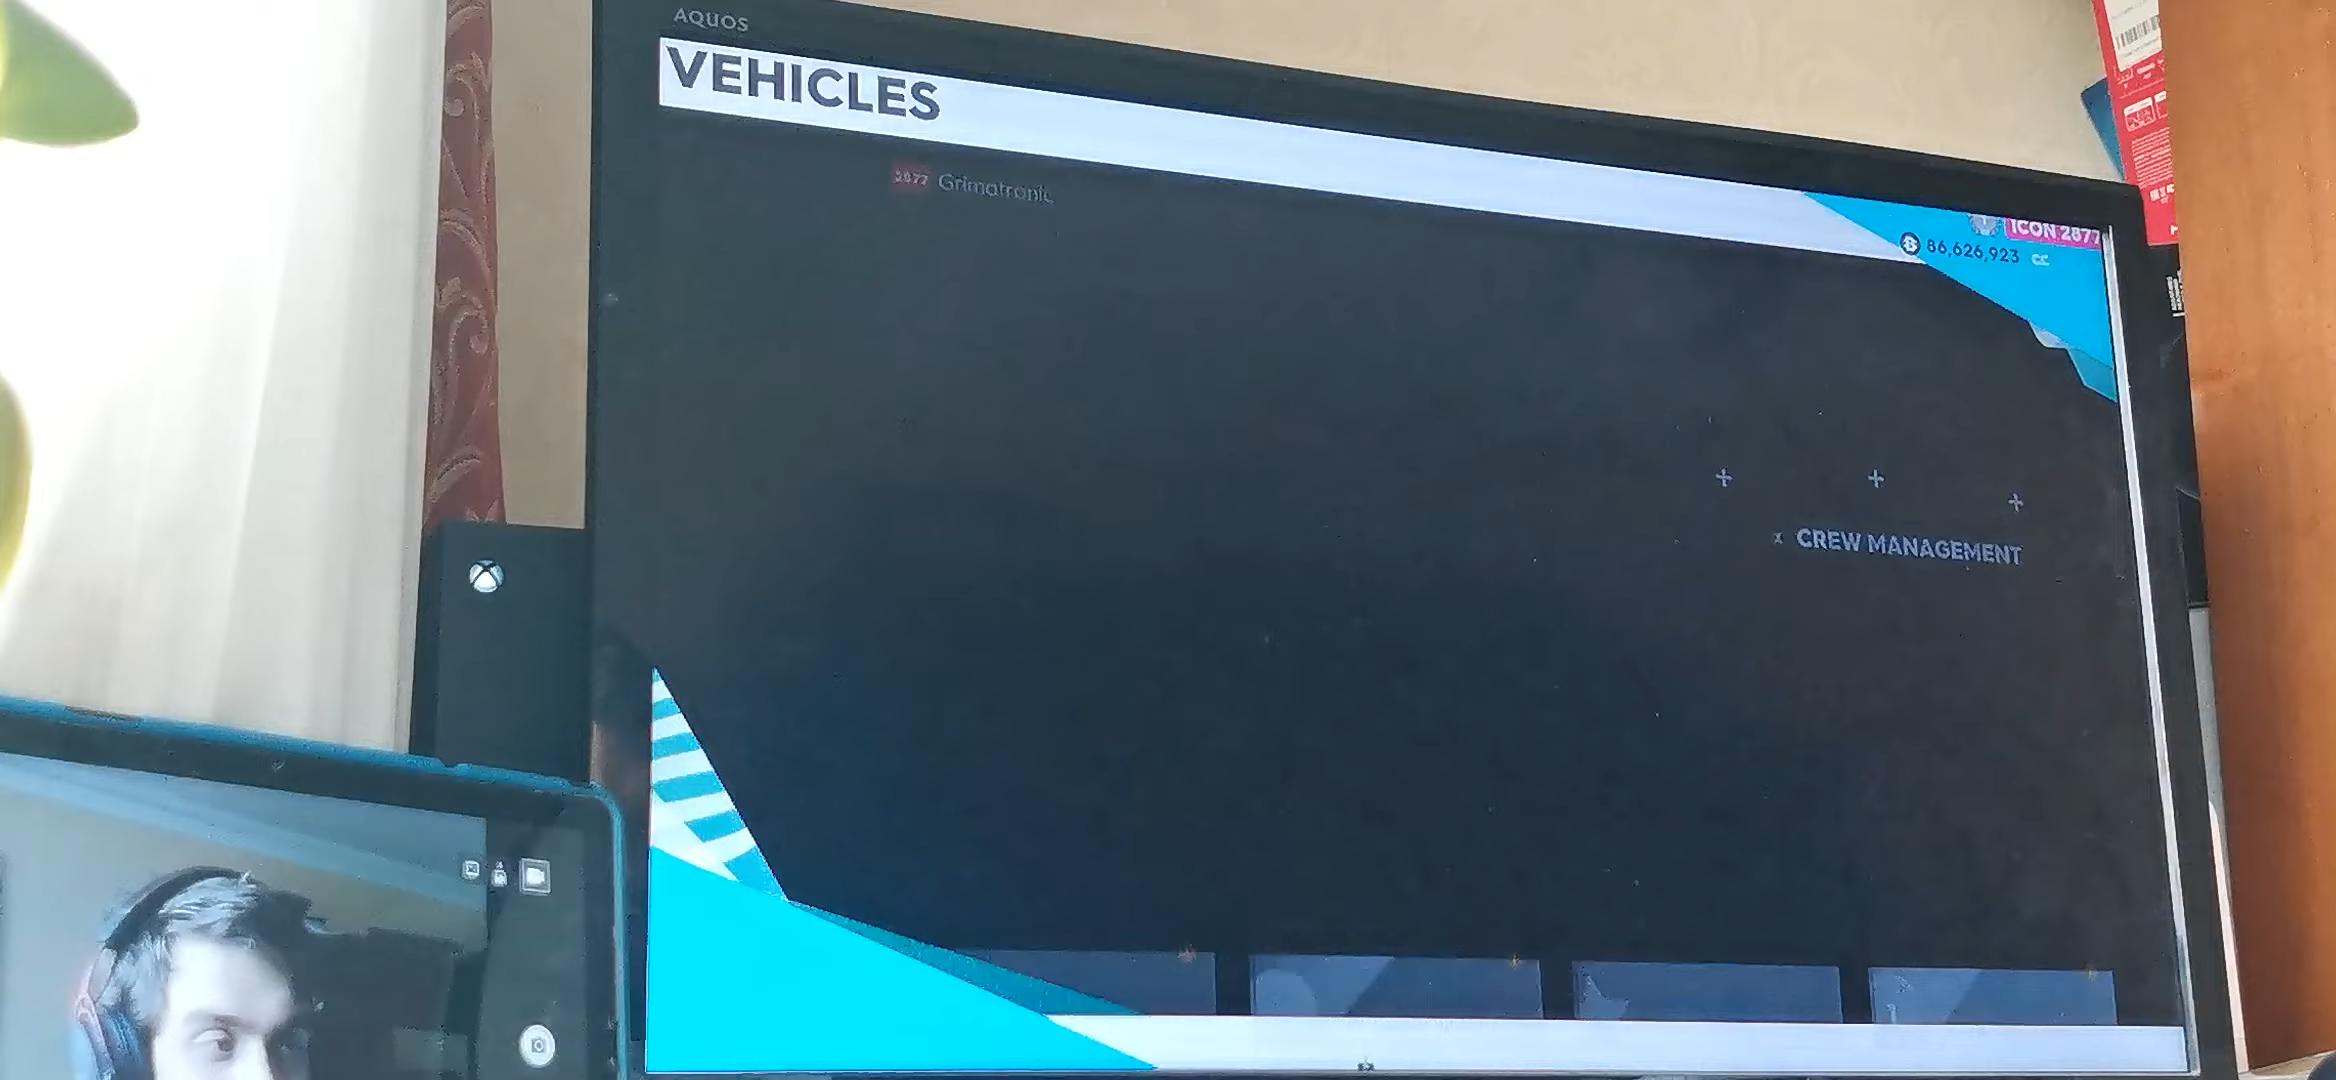 AQUOS
VEHICLES
2877 Grimatronic
ICON 2877
86,626,923 CC
X CREW MANAGEMENT